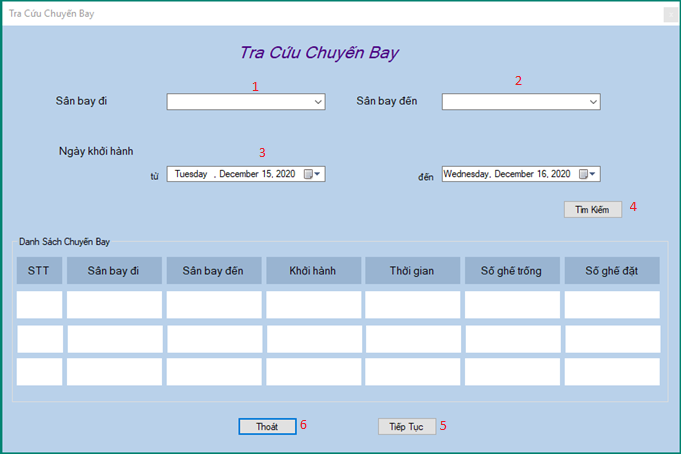 Tra Cứu Chuyến Bay
Tra Cứu Chuyến Bay
1
2
Sân bay đi
Sân bay đến
Ngày khởi hành
3
từ
Tuesday , December 15, 2020
đến
Wednesday, December 16, 2020
Tìm Kiếm
4
Danh Sách Chuyến Bay
STT Sân bay đi Sân bay đến Khởi hành Thời gian Số ghế trống Số ghế đặt
Thoát
6
Tiếp Tục
5